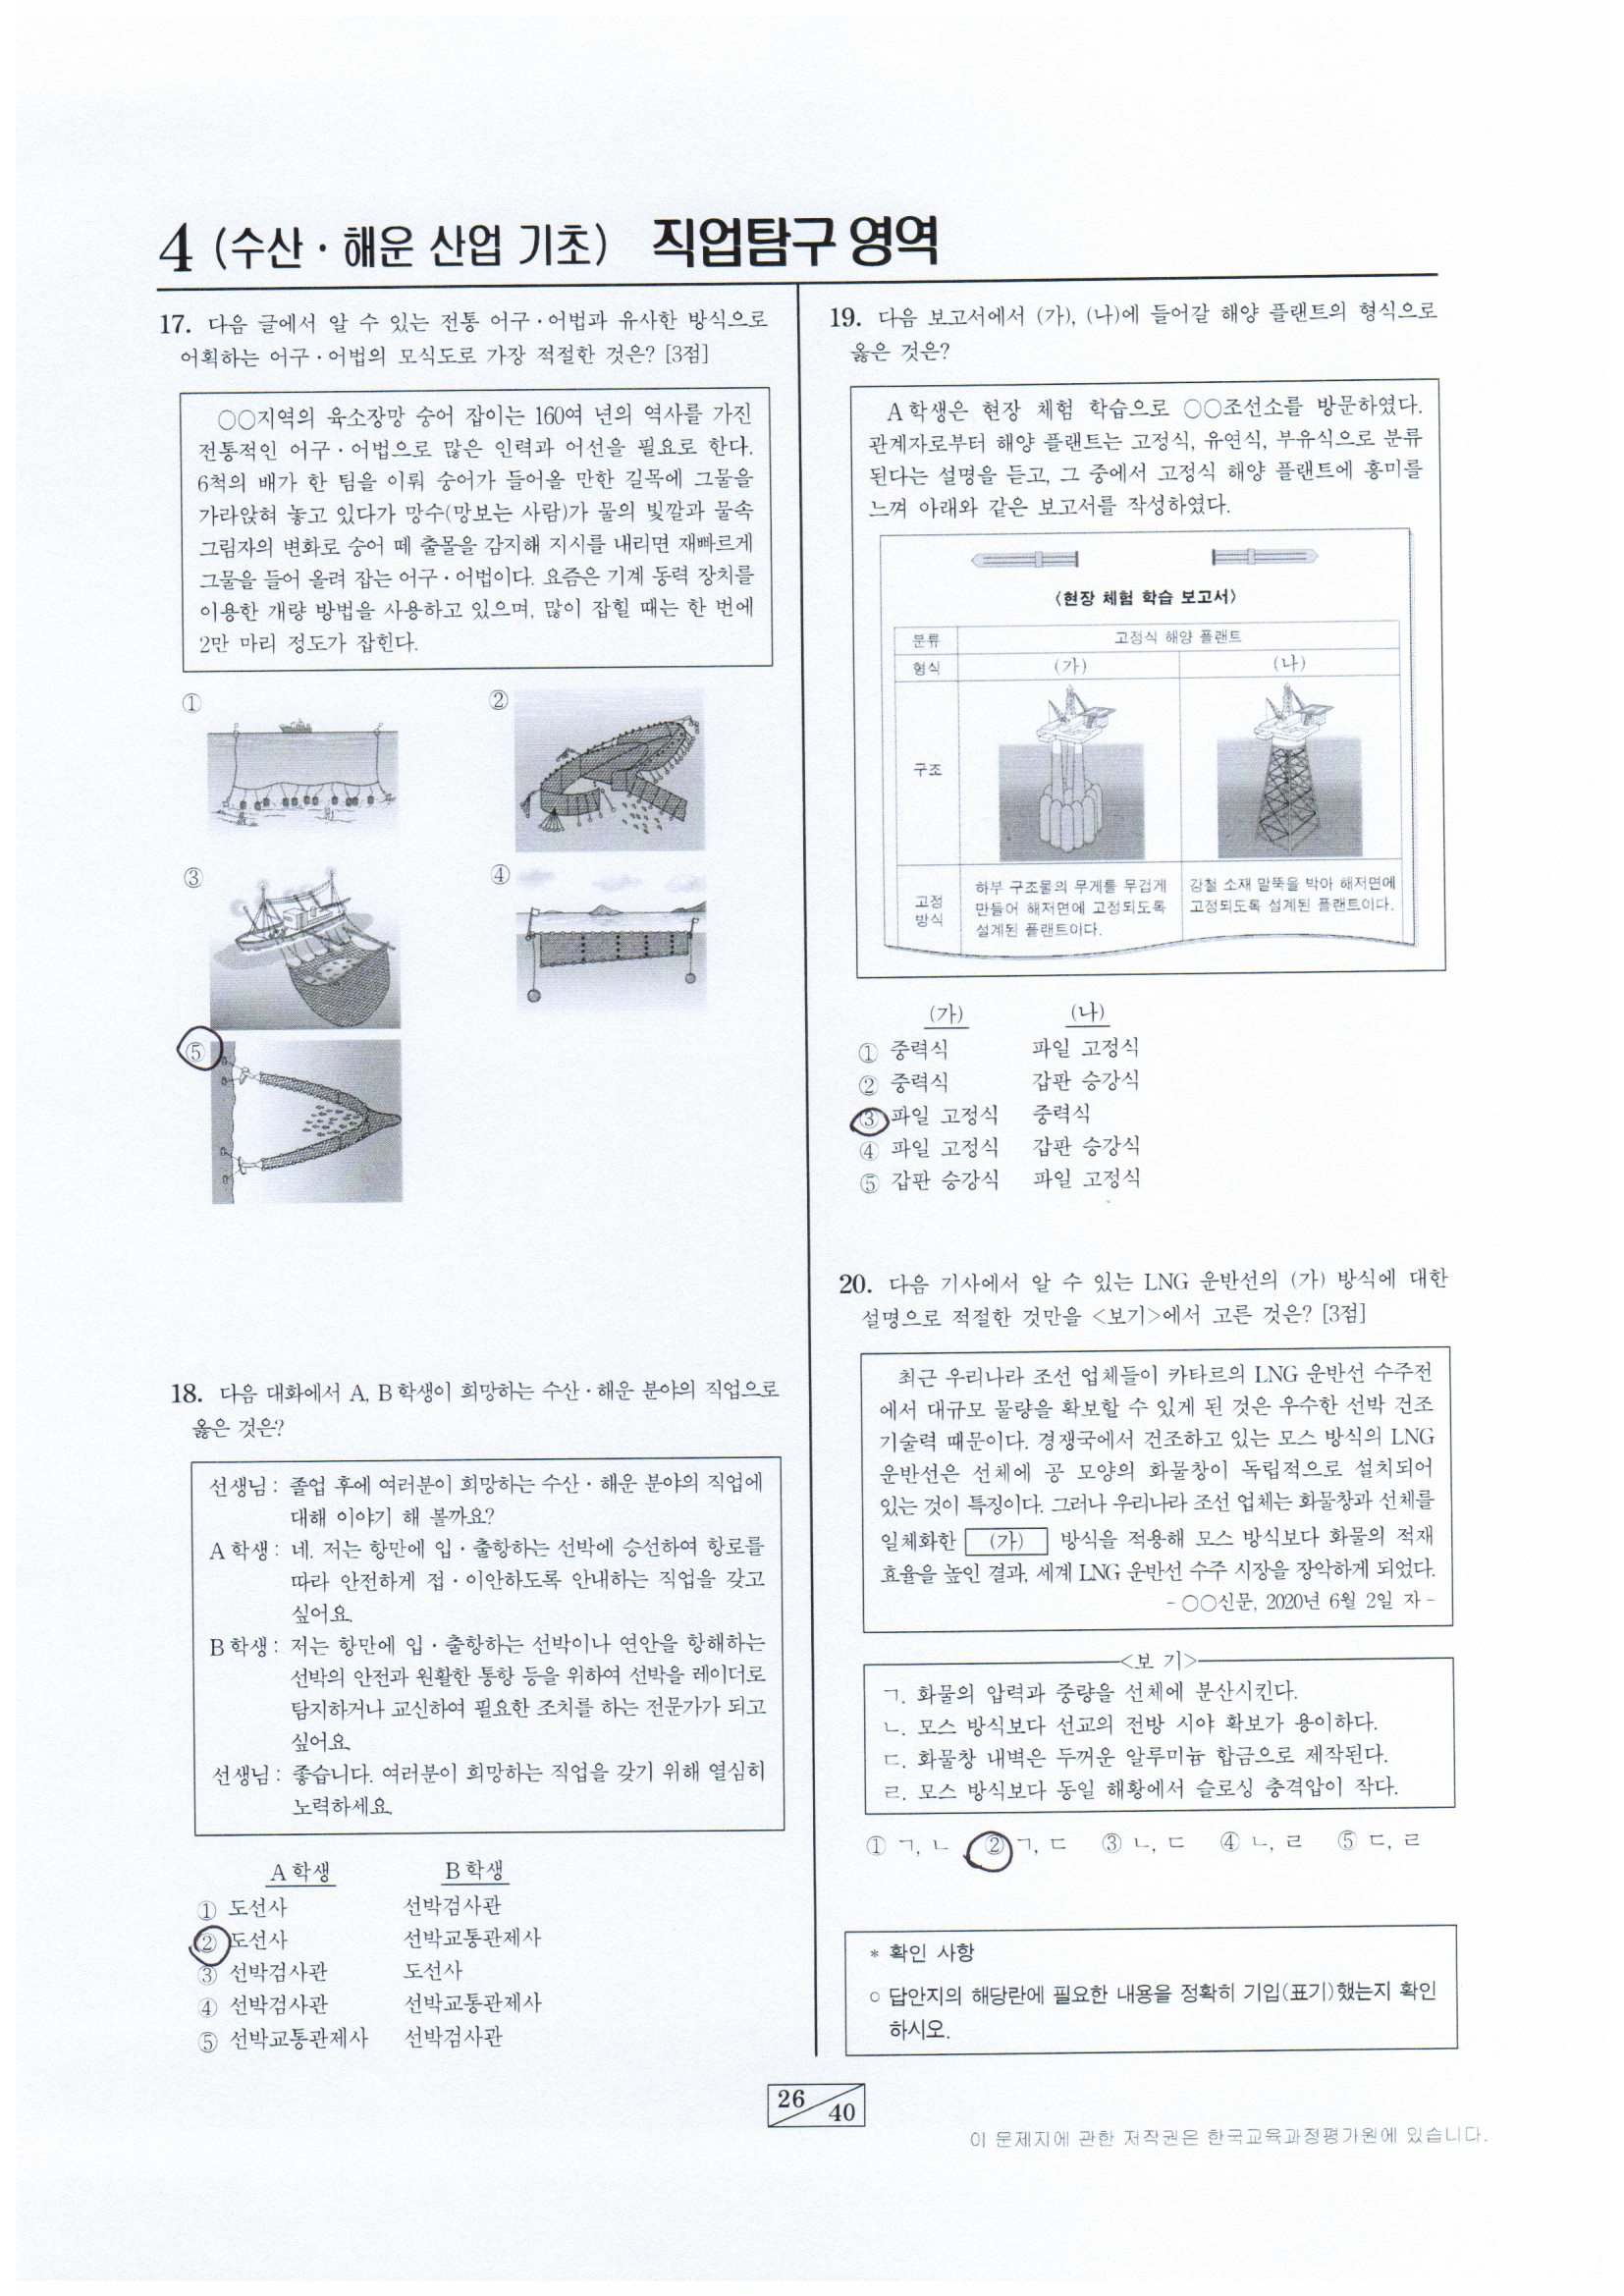 4 (수산·해운 산업 기초) 직업탐구 영역
17. 다음 글에서 알 수 있는 전통 어구·어법과 유사한 방식으로
어획하는 어구·어법의 모식도로 가장 적절한 것은? [3점]
○○지역의 육소장망 숭어 잡이는 160여 년의 역사를 가진
전통적인 어구·어법으로 많은 인력과 어선을 필요로 한다.
6척의 배가 한 팀을 이뤄 숭어가 들어올 만한 길목에 그물을
가라앉혀 놓고 있다가 망수(망보는 사람)가 물의 빛깔과 물속
그림자의 변화로 숭어 떼 출몰을 감지해 지시를 내리면 재빠르게
그물을 들어 올려 잡는 어구·어법이다. 요즘은 기계 동력 장치를
이용한 개량 방법을 사용하고 있으며, 많이 잡힐 때는 한 번에
2만 마리 정도가 잡힌다.
①
②
③
④
⑤
18. 다음 대화에서 A, B학생이 희망하는 수산·해운 분야의 직업으로
옳은 것은?
선생님 : 졸업 후에 여러분이 희망하는 수산·해운 분야의 직업에
대해 이야기 해 볼까요?
A학생 : 네. 저는 항만에 입·출항하는 선박에 승선하여 항로를
따라 안전하게 접·이안하도록 안내하는 직업을 갖고
싶어요.
B학생 : 저는 항만에 입·출항하는 선박이나 연안을 항해하는
선박의 안전과 원활한 통항 등을 위하여 선박을 레이더로
탐지하거나 교신하여 필요한 조치를 하는 전문가가 되고
싶어요.
선생님 : 좋습니다. 여러분이 희망하는 직업을 갖기 위해 열심히
노력하세요.
A학생 B학생
① 도선사 선박검사관
② 도선사 선박교통관제사
③ 선박검사관 도선사
④ 선박검사관 선박교통관제사
⑤ 선박교통관제사 선박검사관
19. 다음 보고서에서 (가), (나)에 들어갈 해양 플랜트의 형식으로
옳은 것은?
A학생은 현장 체험 학습으로 ○○조선소를 방문하였다.
관계자로부터 해양 플랜트는 고정식, 유연식, 부유식으로 분류
된다는 설명을 듣고, 그 중에서 고정식 해양 플랜트에 흥미를
느껴 아래와 같은 보고서를 작성하였다.
<현장 체험 학습 보고서>
분류 고정식 해양 플랜트
형식 (가) (나)
구조
고정
방식
하부 구조물의 무게를 무겁게
만들어 해저면에 고정되도록
설계된 플랜트이다.
강철 소재 말뚝을 박아 해저면에
고정되도록 설계된 플랜트이다.
(가) (나)
① 중력식 파일 고정식
② 중력식 갑판 승강식
③ 파일 고정식 중력식
④ 파일 고정식 갑판 승강식
⑤ 갑판 승강식 파일 고정식
20. 다음 기사에서 알 수 있는 LNG 운반선의 (가) 방식에 대한
설명으로 적절한 것만을 <보기>에서 고른 것은? [3점]
최근 우리나라 조선 업체들이 카타르의 LNG 운반선 수주전
에서 대규모 물량을 확보할 수 있게 된 것은 우수한 선박 건조
기술력 때문이다. 경쟁국에서 건조하고 있는 모스 방식의 LNG
운반선은 선체에 공 모양의 화물창이 독립적으로 설치되어
있는 것이 특징이다. 그러나 우리나라 조선 업체는 화물창과 선체를
일체화한 (가) 방식을 적용해 모스 방식보다 화물의 적재
효율을 높인 결과, 세계 LNG 운반선 수주 시장을 장악하게 되었다.
- ○○신문, 2020년 6월 2일 자 -
<보 기>
ㄱ. 화물의 압력과 중량을 선체에 분산시킨다.
ㄴ. 모스 방식보다 선교의 전방 시야 확보가 용이하다.
ㄷ. 화물창 내벽은 두꺼운 알루미늄 합금으로 제작된다.
ㄹ. 모스 방식보다 동일 해황에서 슬로싱 충격압이 작다.
① ㄱ, ㄴ ② ㄱ, ㄷ ③ ㄴ, ㄷ ④ ㄴ, ㄹ ⑤ ㄷ, ㄹ
* 확인 사항
○ 답안지의 해당란에 필요한 내용을 정확히 기입(표기)했는지 확인
하시오.
26 40
이 문제지에 관한 저작권은 한국교육과정평가원에 있습니다.